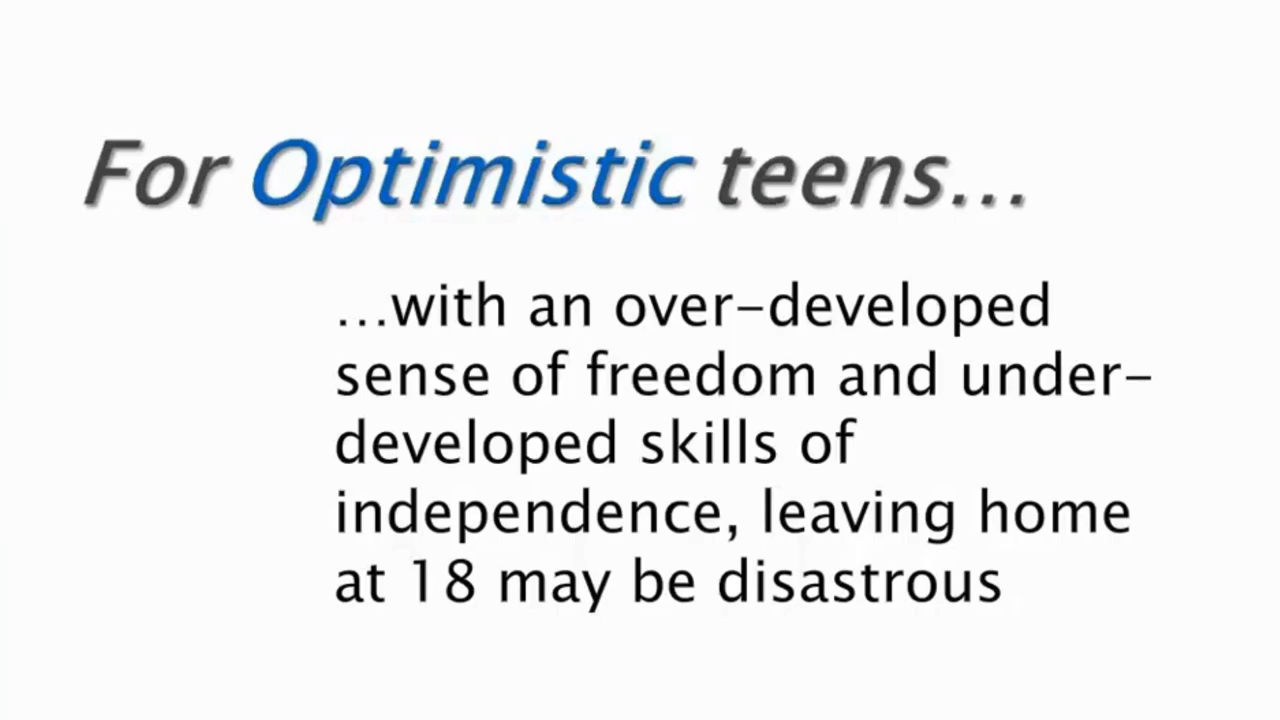 For Optimistic teens...
...with an over-developed
sense of freedom and under-
developed skills of
independence, leaving home
at 18 may be disastrous